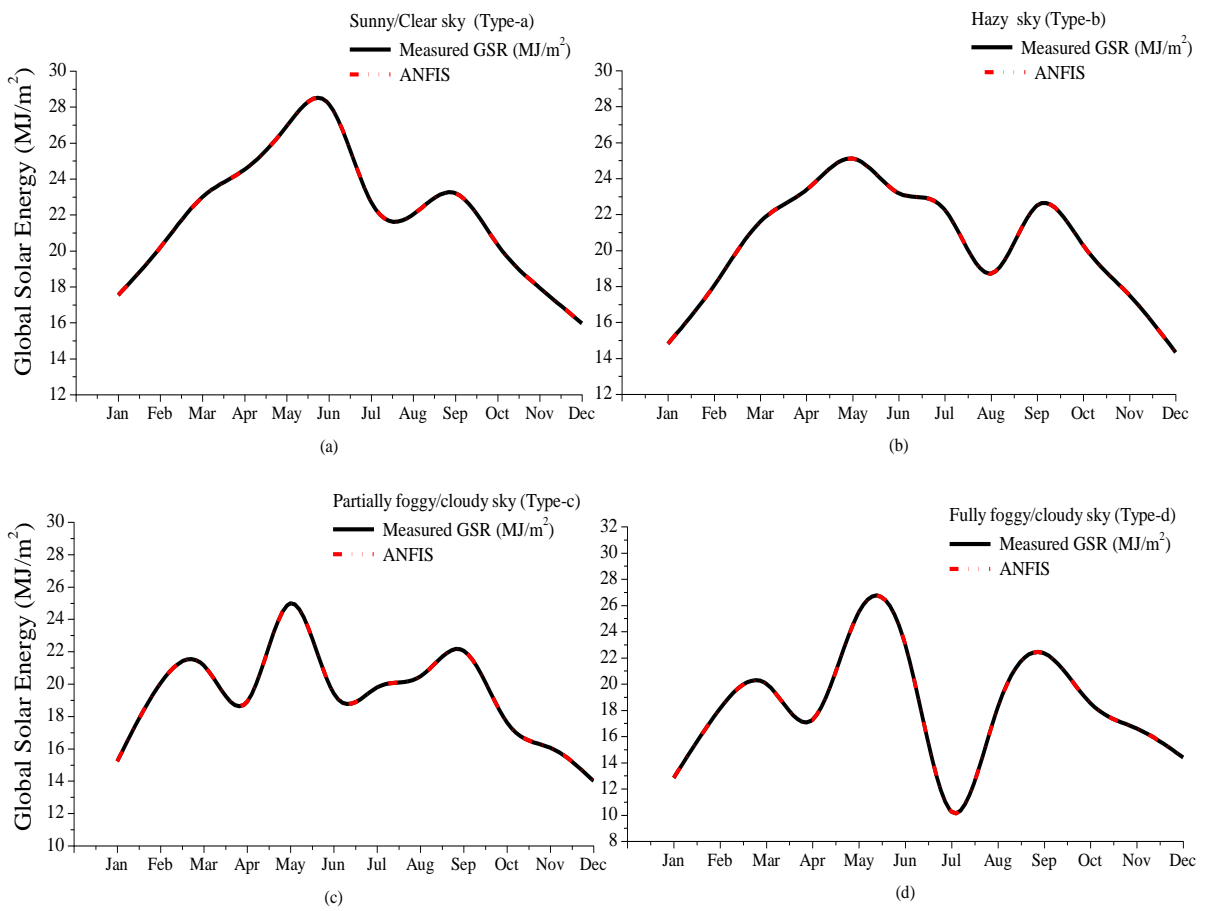 Sunny/Clear sky (Type-a)
Measured GSR (MJ/m²)
ANFIS
Global Solar Energy (MJ/m²)
30
28
26
24
22
20
18
16
14
12
Jan Feb Mar Apr May Jun Jul Aug Sep Oct Nov Dec
(a)
Hazy sky (Type-b)
Measured GSR (MJ/m²)
ANFIS
30
28
26
24
22
20
18
16
14
12
Jan Feb Mar Apr May Jun Jul Aug Sep Oct Nov Dec
(b)
Partially foggy/cloudy sky (Type-c)
Measured GSR (MJ/m²)
ANFIS
Global Solar Energy (MJ/m²)
30
28
26
24
22
20
18
16
14
12
10
Jan Feb Mar Apr May Jun Jul Aug Sep Oct Nov Dec
(c)
Fully foggy/cloudy sky (Type-d)
Measured GSR (MJ/m²)
ANFIS
32
30
28
26
24
22
20
18
16
14
12
10
8
Jan Feb Mar Apr May Jun Jul Aug Sep Oct Nov Dec
(d)